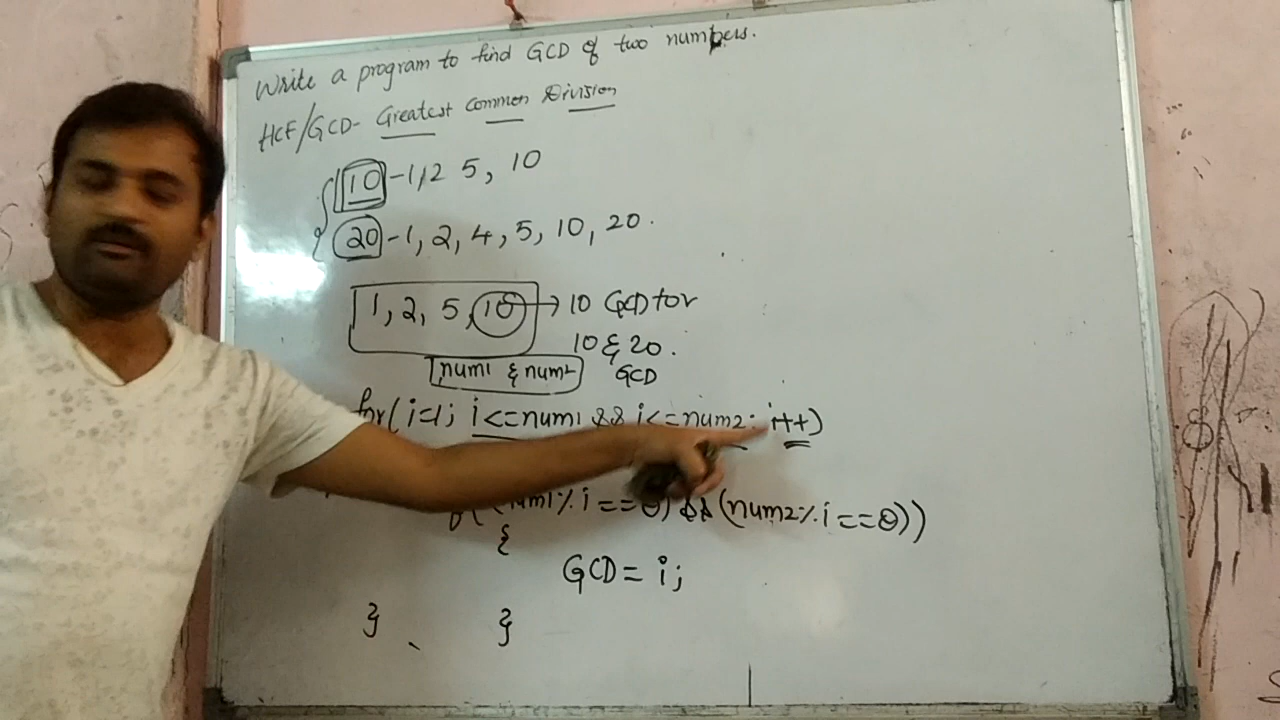 Write a program to find GCD of two numbers.
HCF/GCD- Greatest Common Division
10 - 1,2 5, 10
20 - 1, 2, 4, 5, 10, 20.
1, 2, 5, 10 → 10 GCD for
10 & 20.
num1 & num2 GCD
for( i=1; i<=num1 && i<=num2; i++)
num1%i==0) && (num2%i==0))
{
GCD = i;
} }